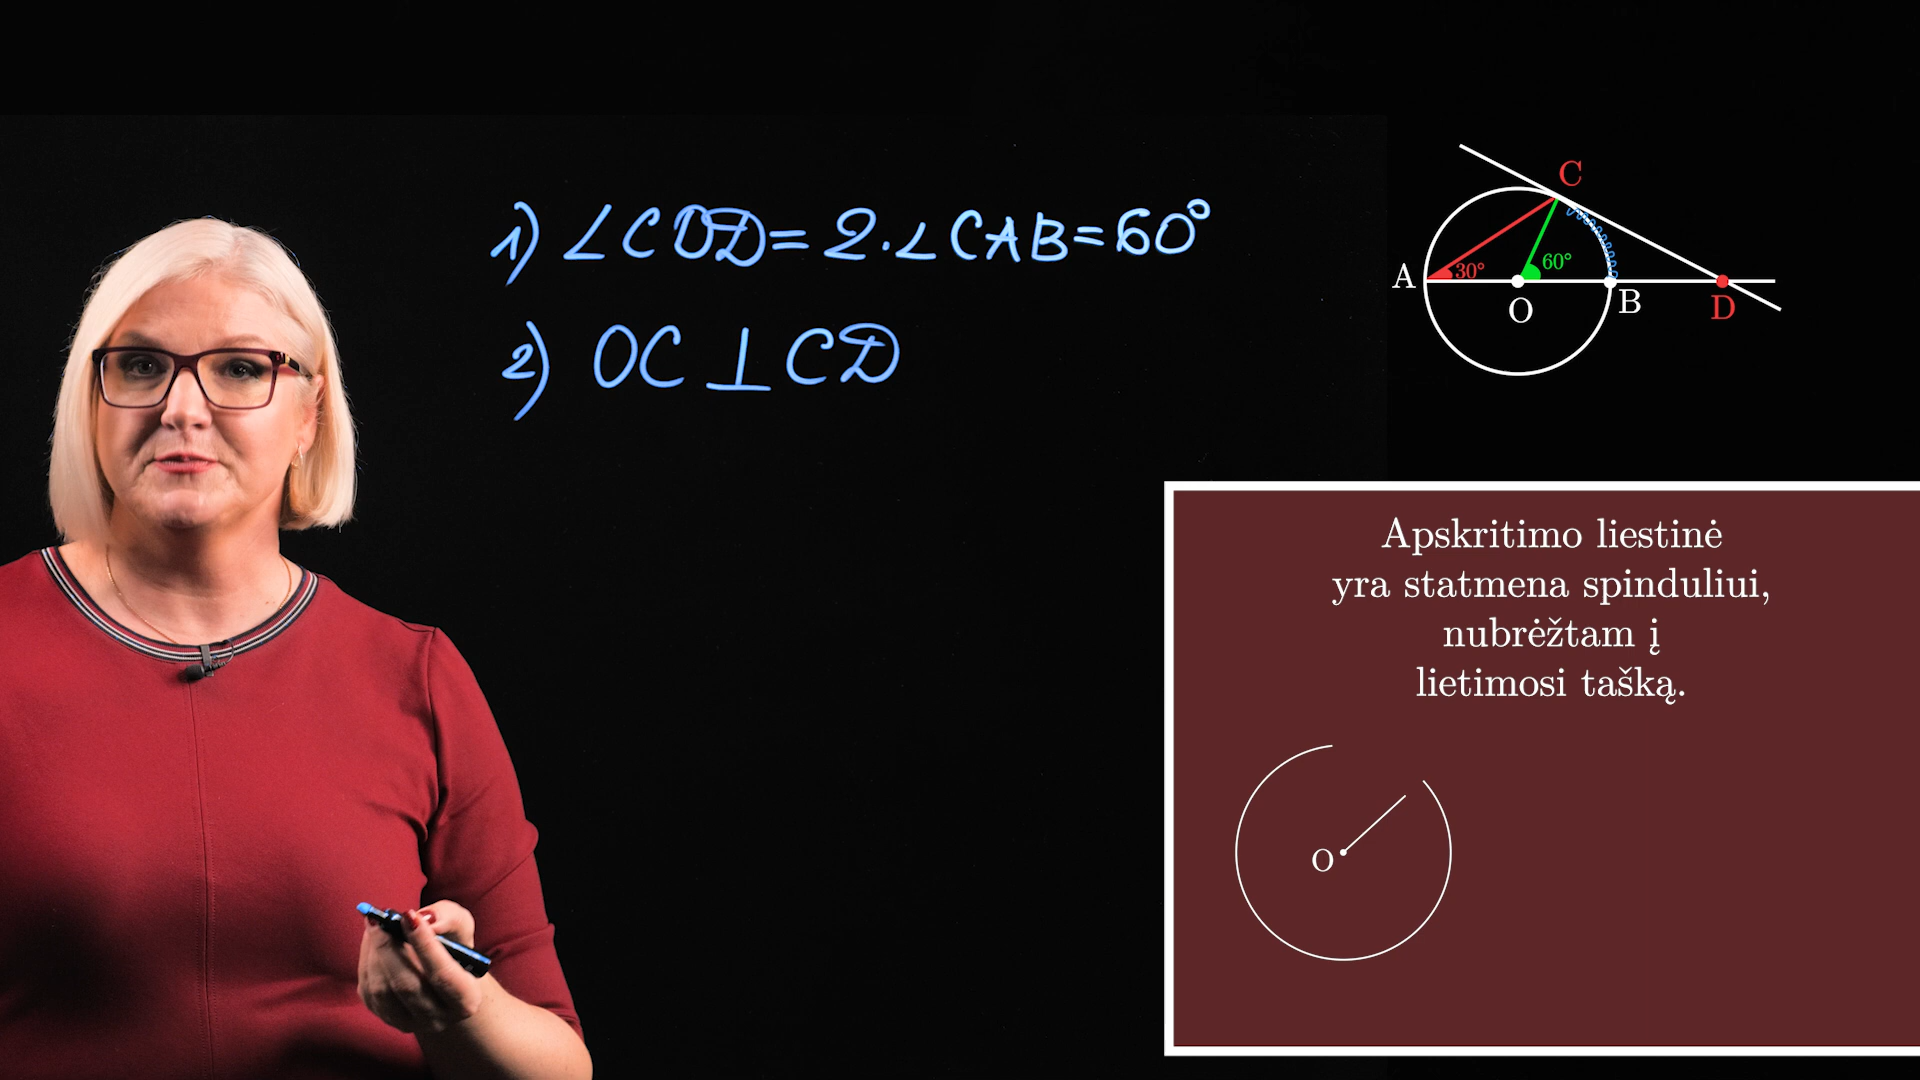 1) ∠COD = 2·∠CAB = 60°
2) OC ⊥ CD
C
A
30°
60°
O
B
D
Apskritimo liestinė
yra statmena spinduliui,
nubrėžtam į
lietimosi tašką.
O